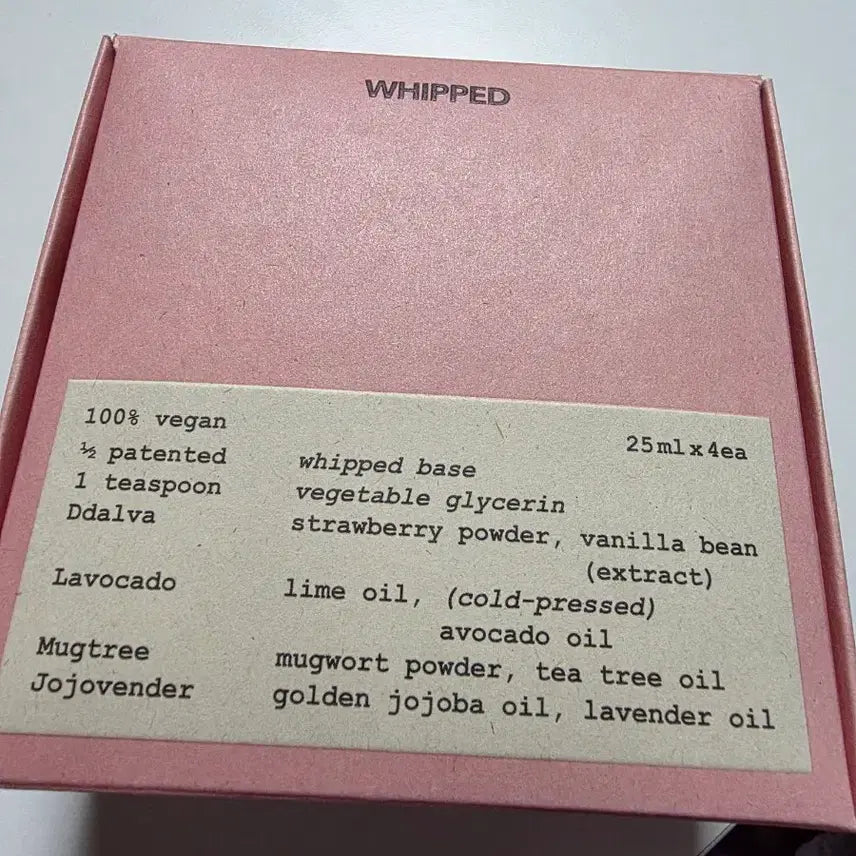 WHIPPED
100% vegan 25ml x 4ea
½ patented whipped base
1 teaspoon vegetable glycerin
Ddalva strawberry powder, vanilla bean
(extract)
Lavocado lime oil, (cold-pressed)
avocado oil
Mugtree mugwort powder, tea tree oil
Jojovender golden jojoba oil, lavender oil